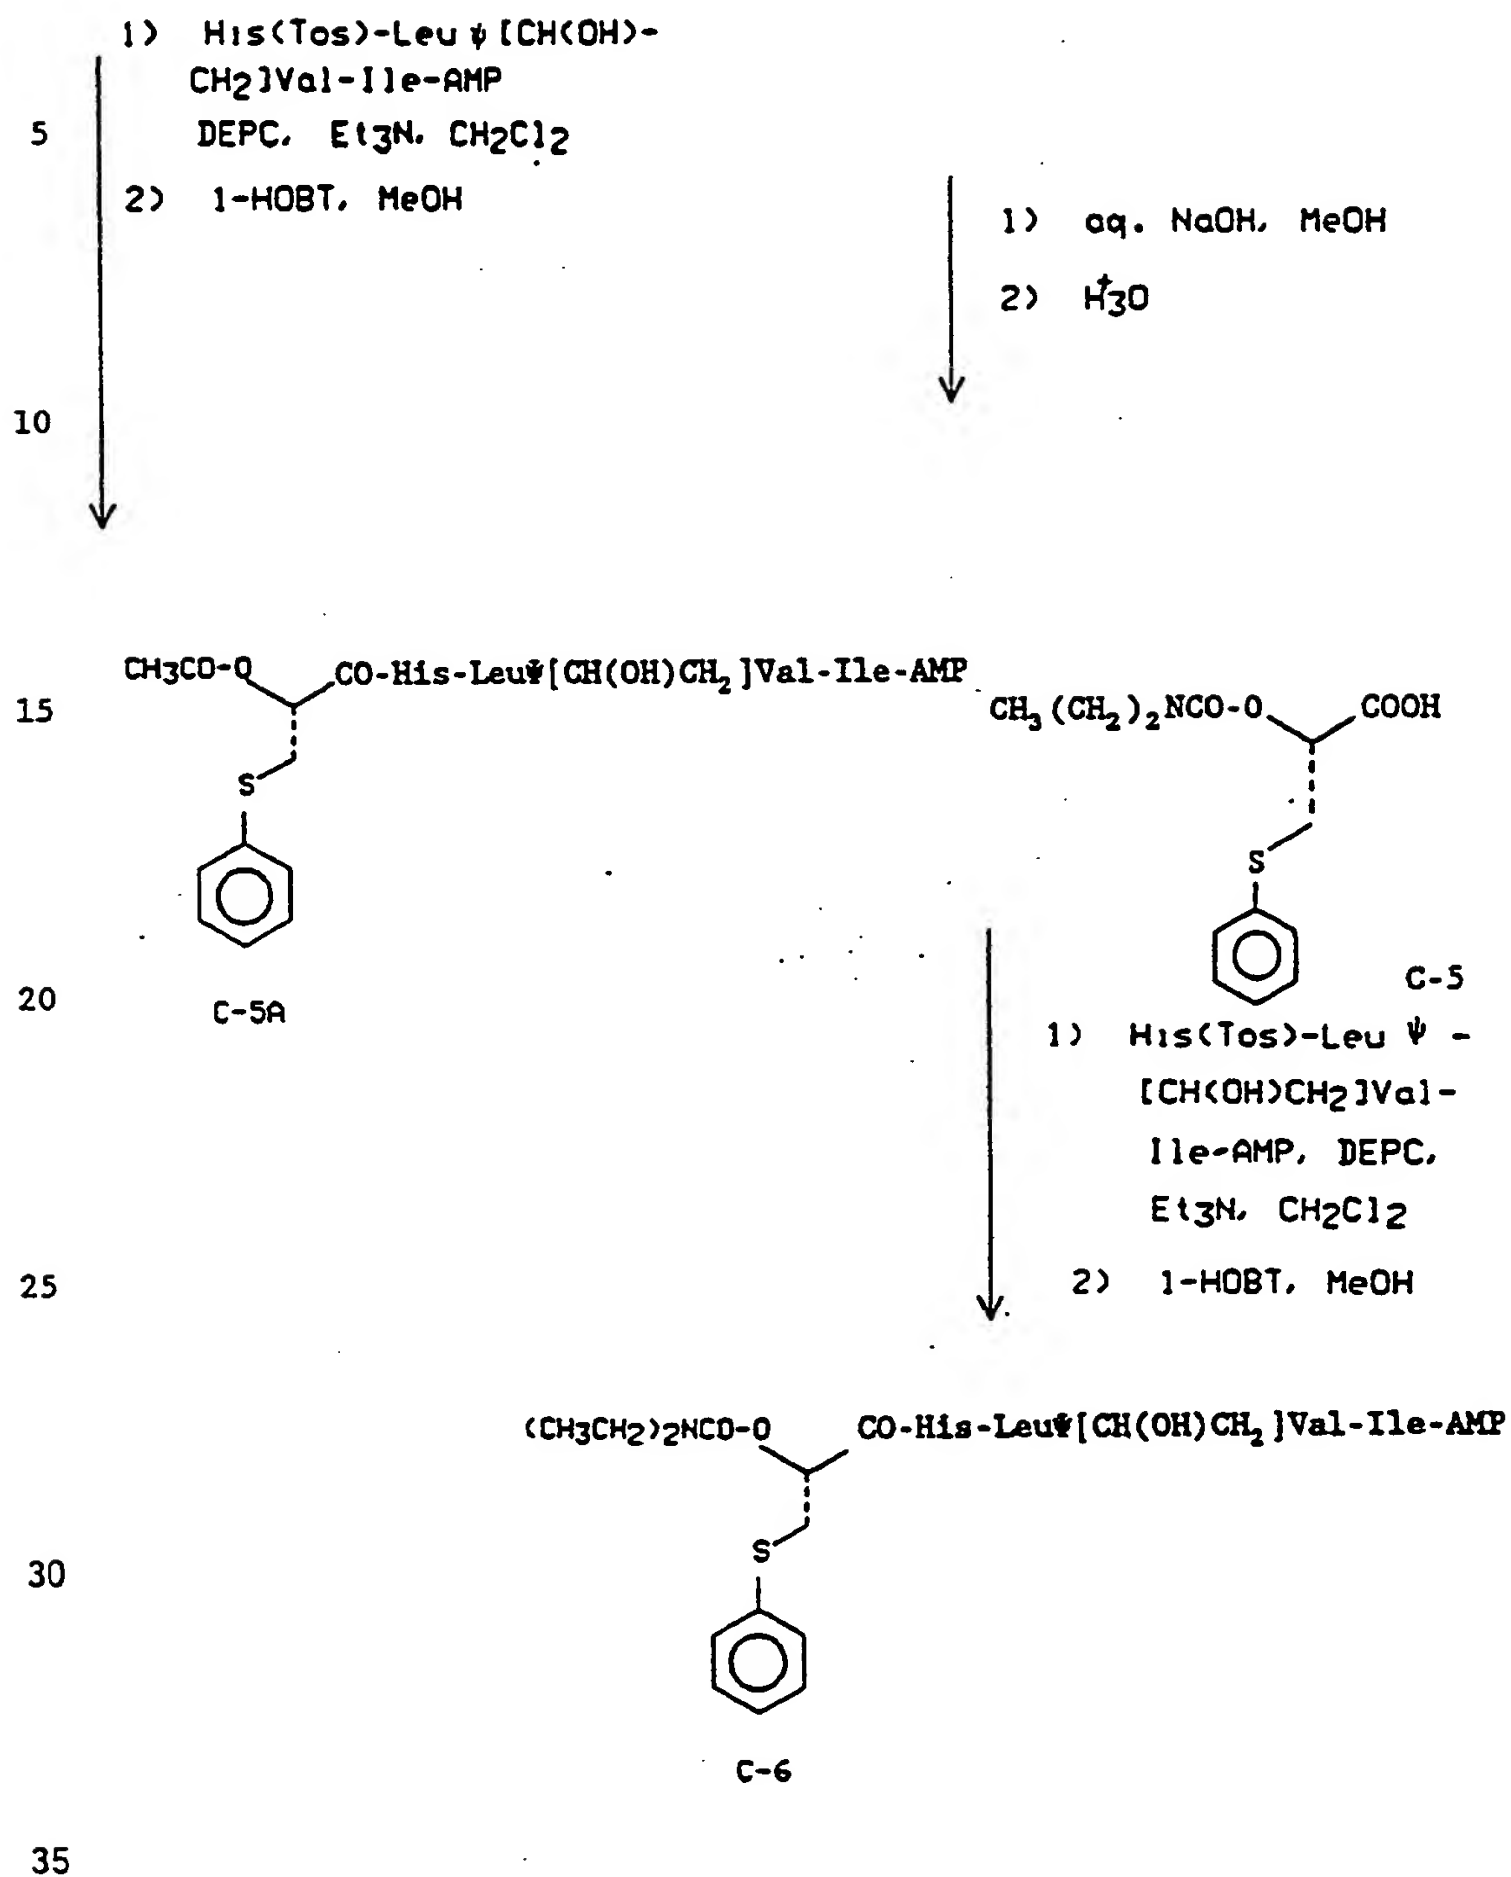 1) His(Tos)-Leu ψ [CH(OH)-
CH2]Val-Ile-AMP
5 DEPC, Et3N, CH2Cl2
2) 1-HOBT, MeOH
1) aq. NaOH, MeOH
2) H3+O
10
CH3CO-O CO-His-LeuΨ[CH(OH)CH2]Val-Ile-AMP
15 CH3(CH2)2NCO-O COOH
S
S
20 C-5A C-5
1) His(Tos)-Leu Ψ -
[CH(OH)CH2]Val-
Ile-AMP, DEPC,
Et3N, CH2Cl2
25 2) 1-HOBT, MeOH
(CH3CH2)2NCO-O CO-His-LeuΨ[CH(OH)CH2]Val-Ile-AMP
30 S
C-6
35